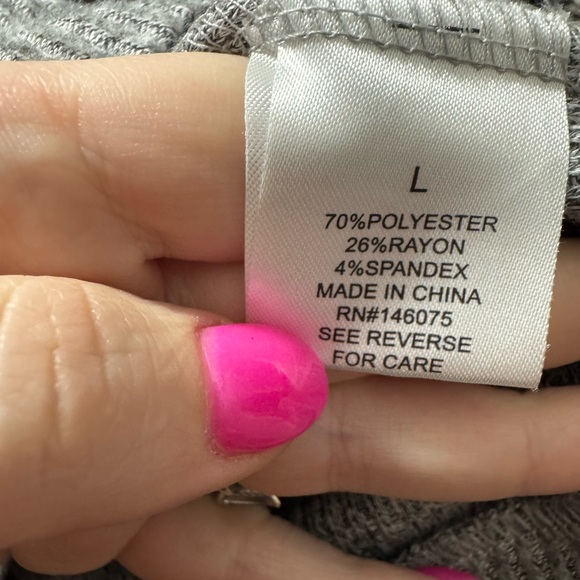 L
70%POLYESTER
26%RAYON
4%SPANDEX
MADE IN CHINA
RN#146075
SEE REVERSE
FOR CARE